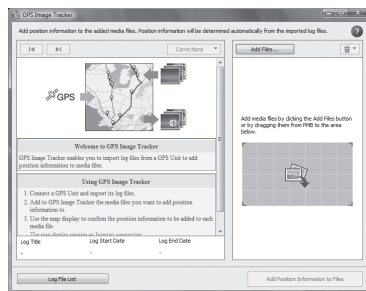 GPS Image Tracker
Add position information to the added media files. Position information will be determined automatically from the imported log files.
Corrections
Add Files...
GPS
Add media files by clicking the Add Files button
or by dragging them from PMB to the area
below.
Welcome to GPS Image Tracker
GPS Image Tracker enables you to import log files from a GPS Unit to add
position information to media files.
Using GPS Image Tracker
1. Connect a GPS Unit and import its log files.
2. Add to GPS Image Tracker the media files you want to add position
information to.
3. Use the map display to confirm the position information to be added to each
media file.
The map display requires an Internet connection.
Log Title
Log Start Date
Log End Date
-
-
-
Log File List
Add Position Information to Files